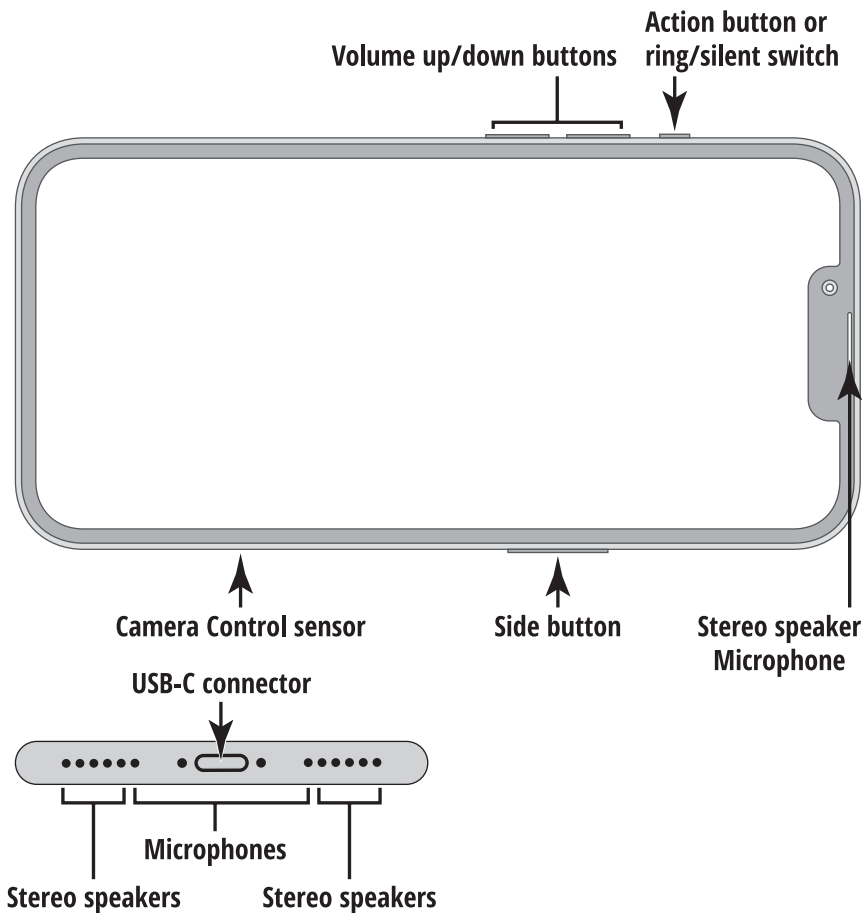 Action button or
Volume up/down buttons
ring/silent switch
Camera Control sensor
Side button
Stereo speaker
Microphone
USB-C connector
Microphones
Stereo speakers
Stereo speakers